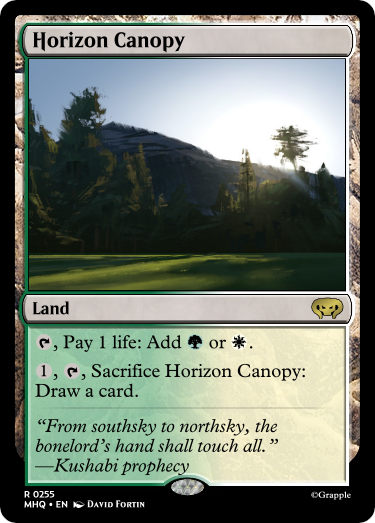 Horizon Canopy
Land
, Pay 1 life: Add or .
1, , Sacrifice Horizon Canopy:
Draw a card.
“From southsky to northsky, the
bonelord’s hand shall touch all.”
—Kushabi prophecy
R 0255
MHQ • EN DAVID FORTIN
©Grapple